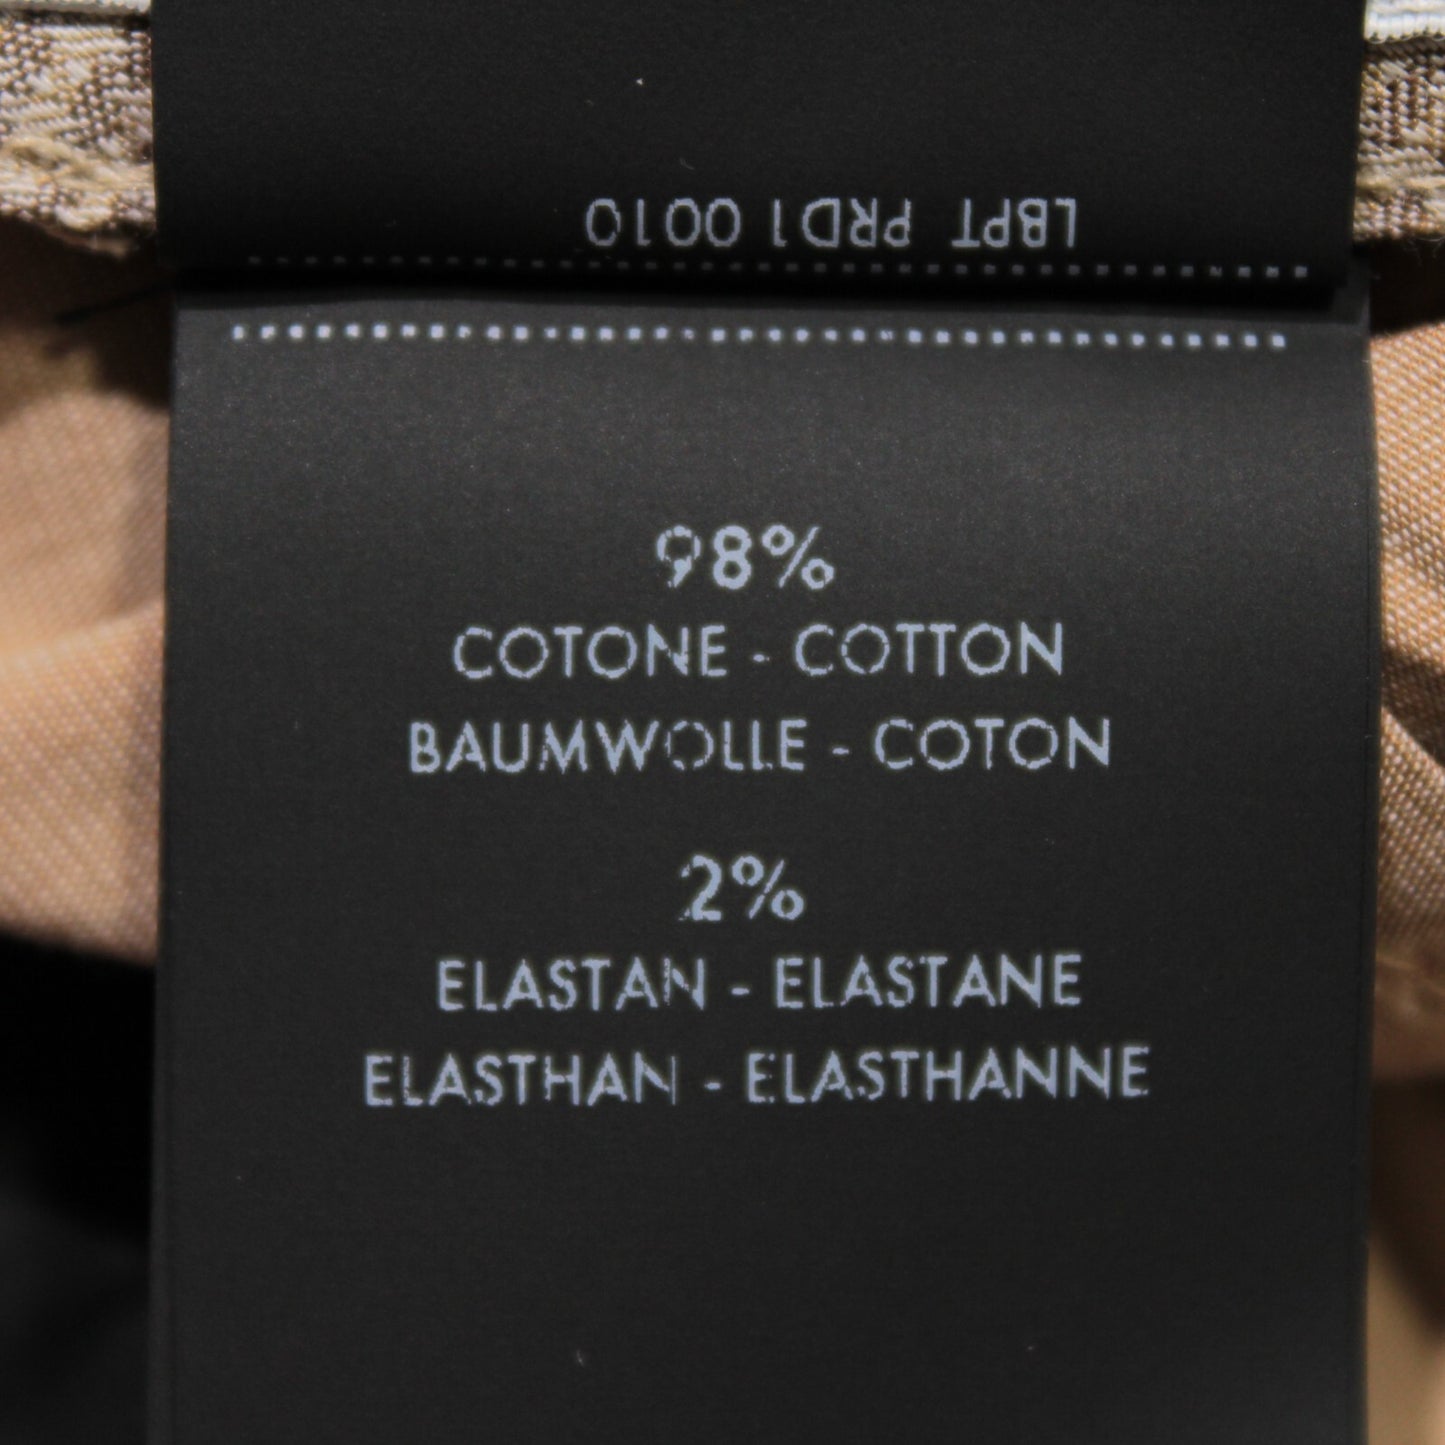 LBPT PRD1 0010
98%
COTONE - COTTON
BAUMWOLLE - COTON
2%
ELASTAN - ELASTANE
ELASTHAN - ELASTHANNE